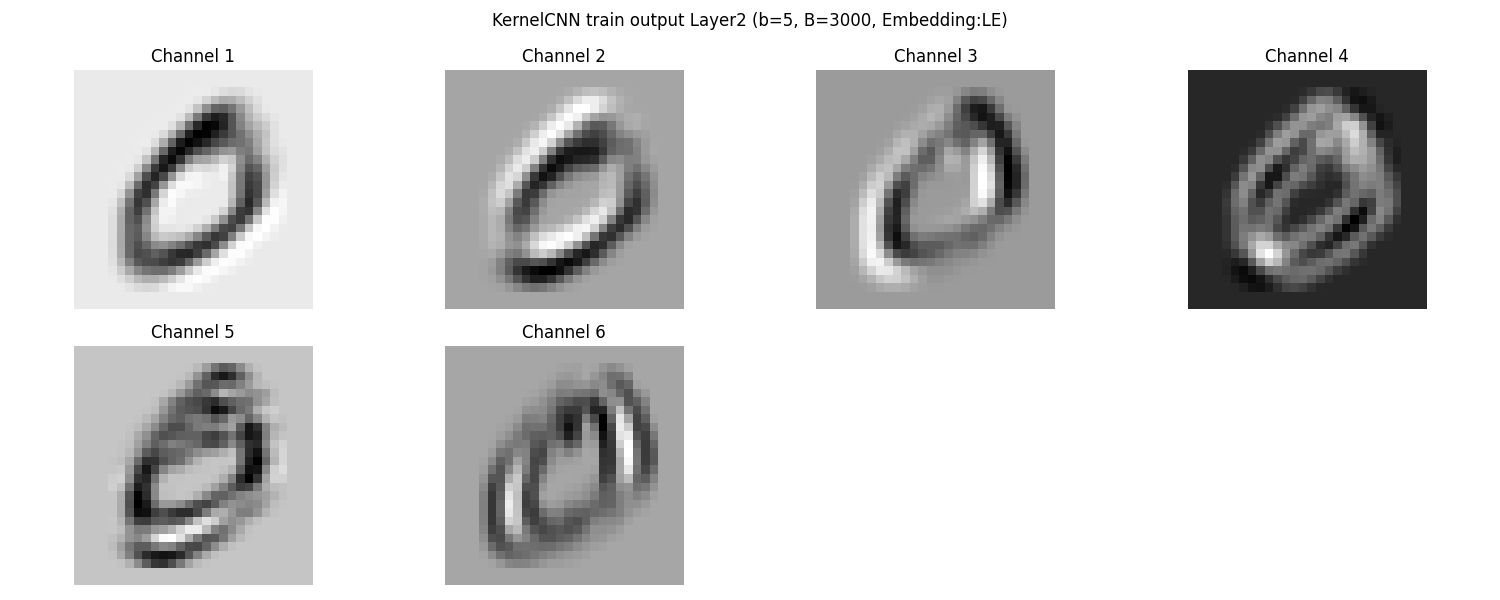 KernelCNN train output Layer2 (b=5, B=3000, Embedding:LE)
Channel 1
Channel 2
Channel 3
Channel 4
Channel 5
Channel 6